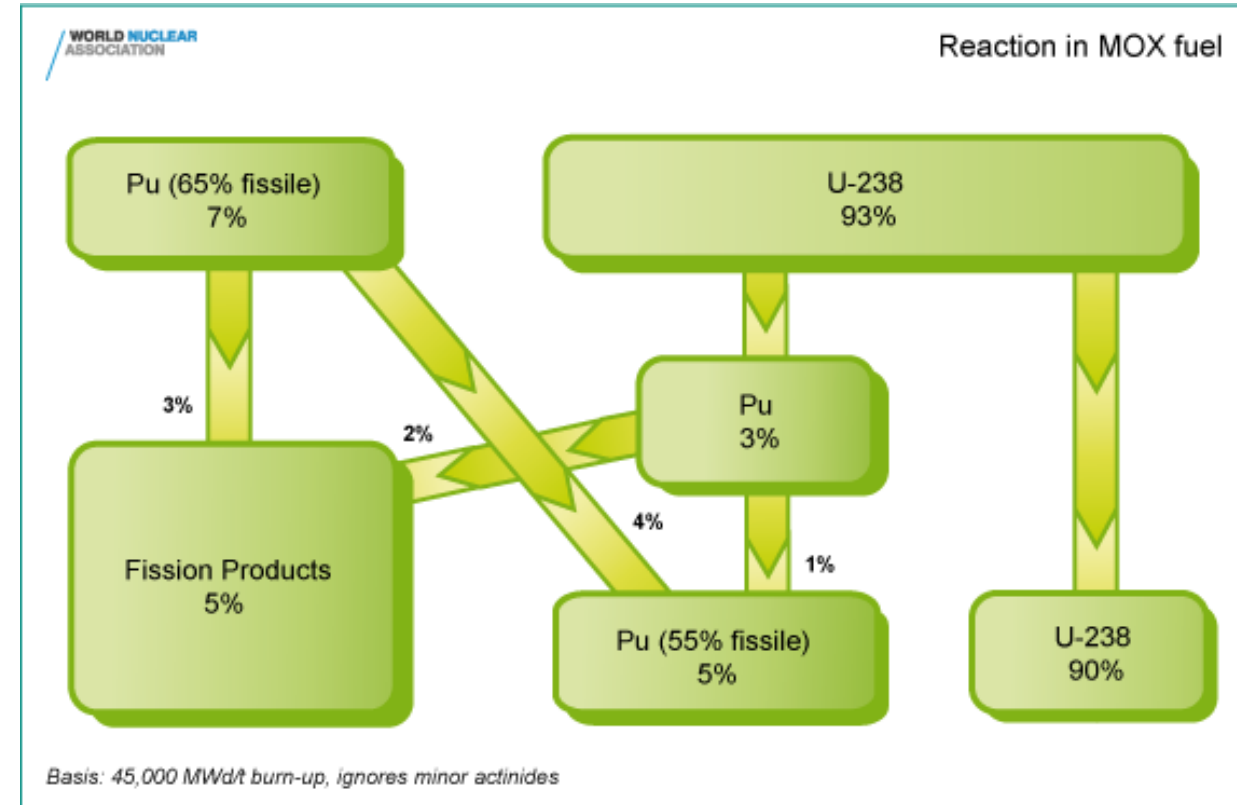 WORLD NUCLEAR
ASSOCIATION
Reaction in MOX fuel
Pu (65% fissile)
7%
U-238
93%
Pu
3%
3%
2%
4%
1%
Fission Products
5%
Pu (55% fissile)
5%
U-238
90%
Basis: 45,000 MWd/t burn-up, ignores minor actinides